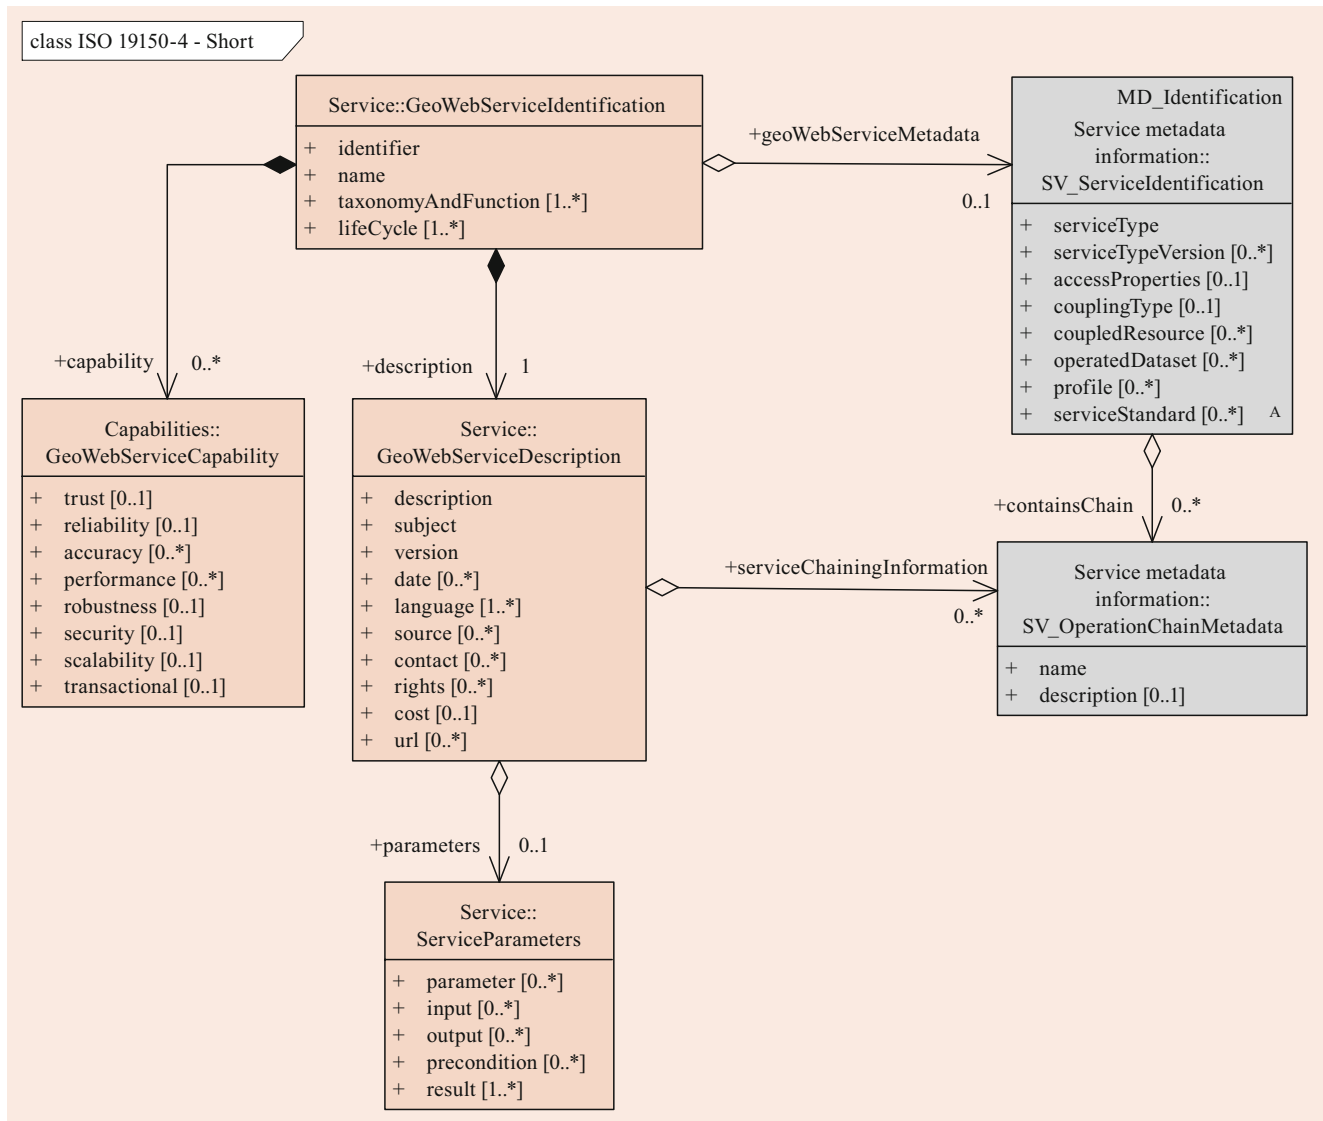 class ISO 19150-4 - Short
Service::GeoWebServiceIdentification
+ identifier
+ name
+ taxonomyAndFunction [1..*]
+ lifeCycle [1..*]
+geoWebServiceMetadata
0..1
MD_Identification
Service metadata
information::
SV_ServiceIdentification
+ serviceType
+ serviceTypeVersion [0..*]
+ accessProperties [0..1]
+ couplingType [0..1]
+ coupledResource [0..*]
+ operatedDataset [0..*]
+ profile [0..*]
+ serviceStandard [0..*] A
+capability 0..*
+description 1
Capabilities::
GeoWebServiceCapability
+ trust [0..1]
+ reliability [0..1]
+ accuracy [0..*]
+ performance [0..*]
+ robustness [0..1]
+ security [0..1]
+ scalability [0..1]
+ transactional [0..1]
Service::
GeoWebServiceDescription
+ description
+ subject
+ version
+ date [0..*]
+ language [1..*]
+ source [0..*]
+ contact [0..*]
+ rights [0..*]
+ cost [0..1]
+ url [0..*]
+containsChain 0..*
+serviceChainingInformation
0..*
Service metadata
information::
SV_OperationChainMetadata
+ name
+ description [0..1]
+parameters 0..1
Service::
ServiceParameters
+ parameter [0..*]
+ input [0..*]
+ output [0..*]
+ precondition [0..*]
+ result [1..*]